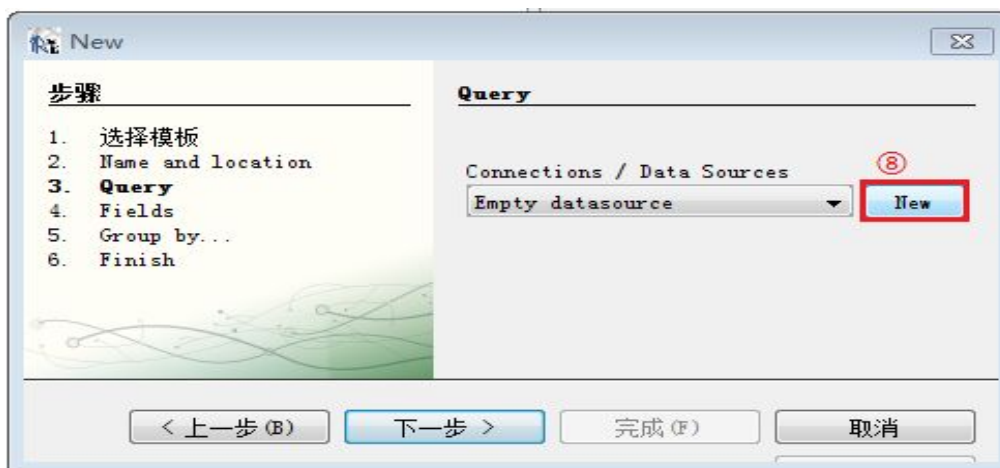 New
步骤
1. 选择模板
2. Name and location
3. Query
4. Fields
5. Group by...
6. Finish
Query
⑧
Connections / Data Sources
Empty datasource
New
< 上一步(B)
下一步 >
完成(F)
取消